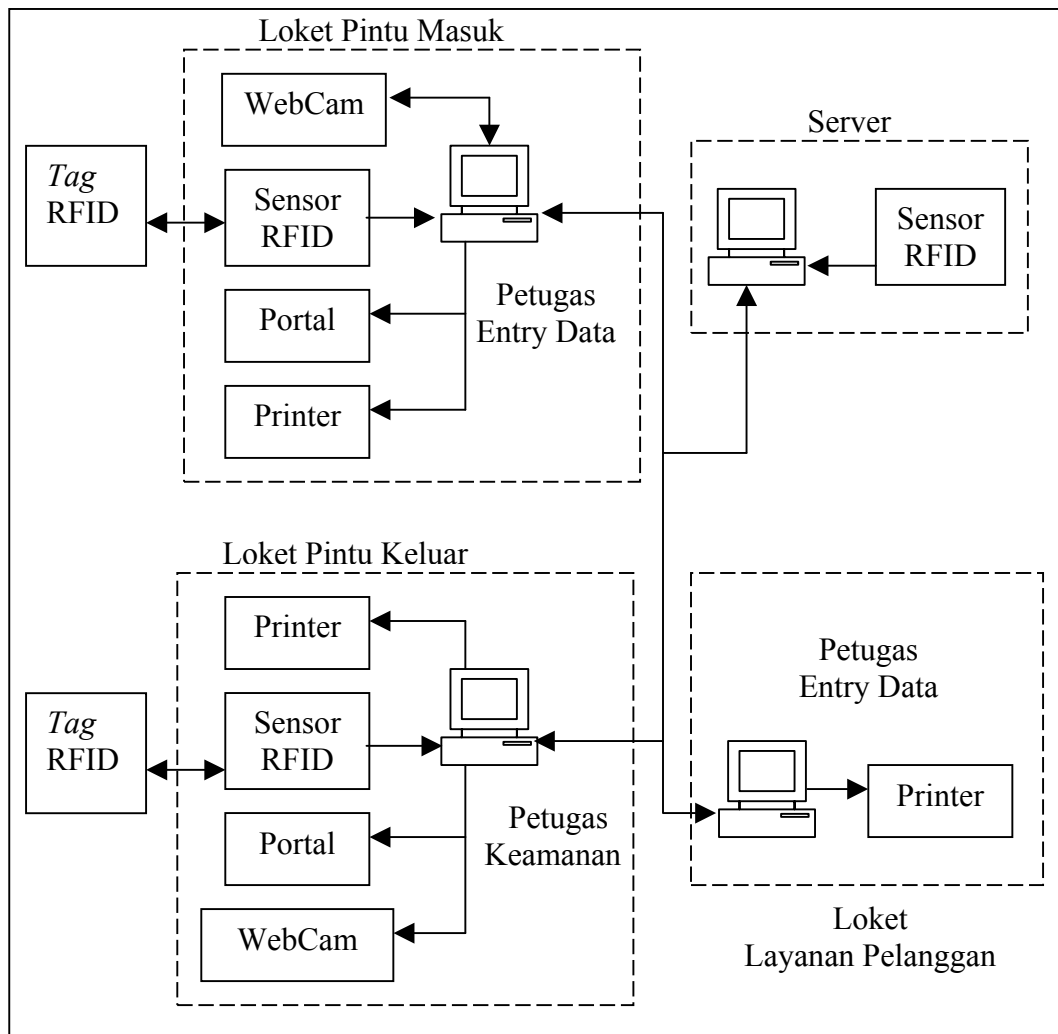 Loket Pintu Masuk
WebCam
Tag
RFID
Sensor
RFID
Portal
Petugas
Entry Data
Printer
Server
Sensor
RFID
Loket Pintu Keluar
Printer
Tag
RFID
Sensor
RFID
Portal
Petugas
Keamanan
WebCam
Petugas
Entry Data
Printer
Loket
Layanan Pelanggan